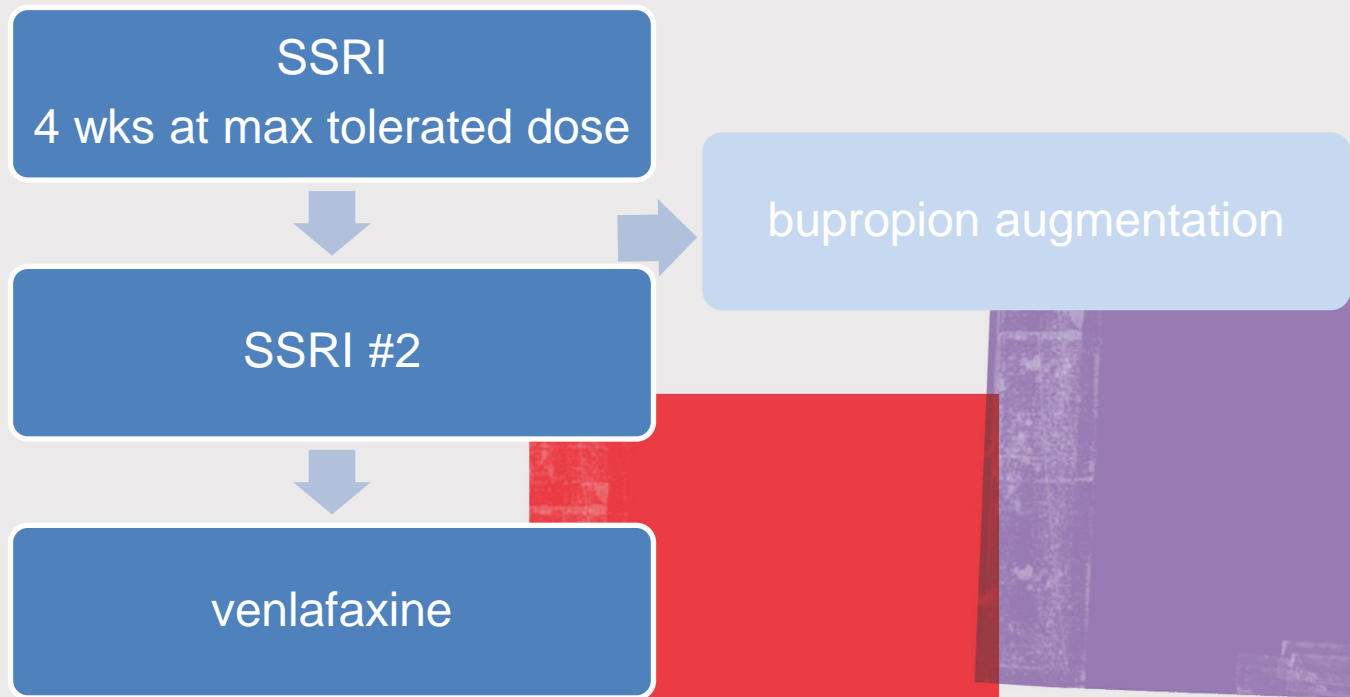 SSRI
4 wks at max tolerated dose
bupropion augmentation
SSRI #2
venlafaxine